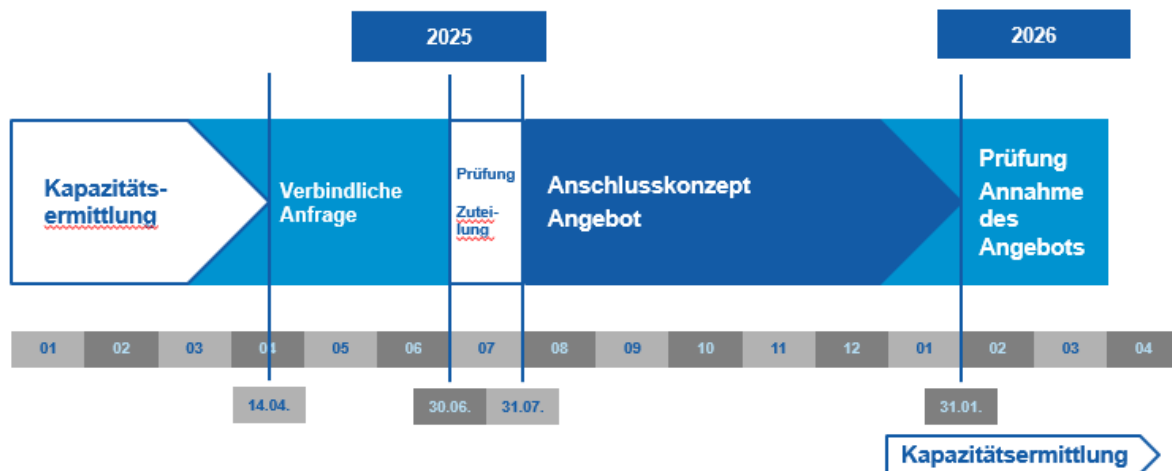 2025
2026
Kapazitäts-
ermittlung
Verbindliche
Anfrage
Prüfung
Zutei-
lung
Anschlusskonzept
Angebot
Prüfung
Annahme
des
Angebots
01 02 03 04 05 06 07 08 09 10 11 12 01 02 03 04
14.04. 30.06. 31.07. 31.01.
Kapazitätsermittlung